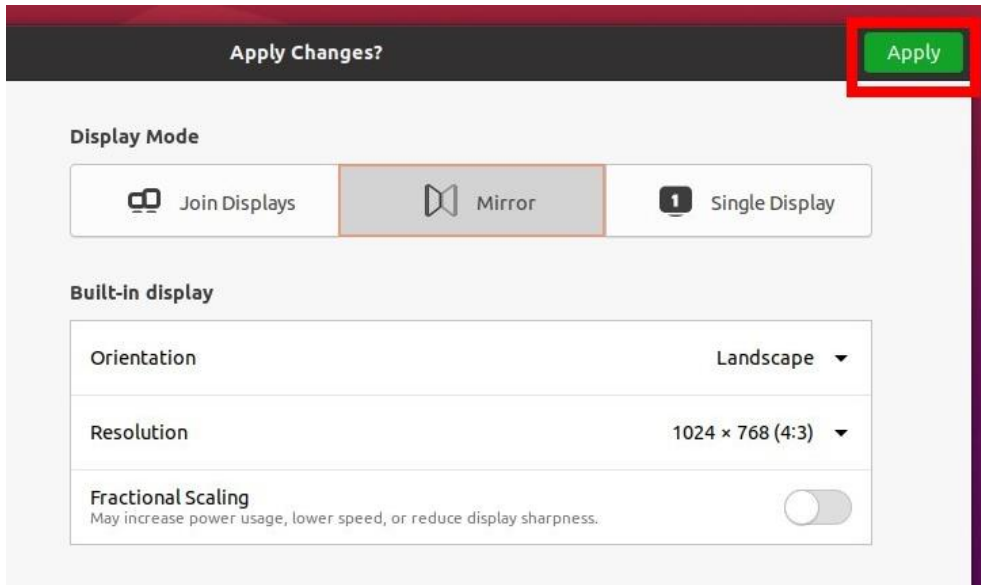 Apply Changes?
Apply
Display Mode
Join Displays
Mirror
1
Single Display
Built-in display
Orientation
Landscape
Resolution
1024 × 768 (4:3)
Fractional Scaling
May increase power usage, lower speed, or reduce display sharpness.